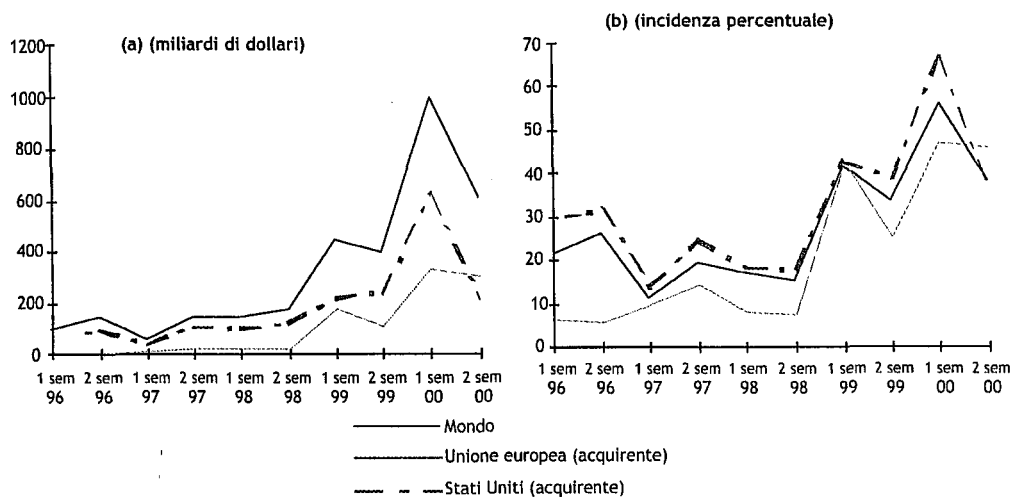 (a) (miliardi di dollari)
1200
1000
800
600
400
200
0
1 sem 2 sem 1 sem 2 sem 1 sem 2 sem 1 sem 2 sem 1 sem 2 sem
96 96 97 97 98 98 99 99 00 00
(b) (incidenza percentuale)
70
60
50
40
30
20
10
0
1 sem 2 sem 1 sem 2 sem 1 sem 2 sem 1 sem 2 sem 1 sem 2 sem
96 96 97 97 98 98 99 99 00 00
Mondo
Unione europea (acquirente)
Stati Uniti (acquirente)